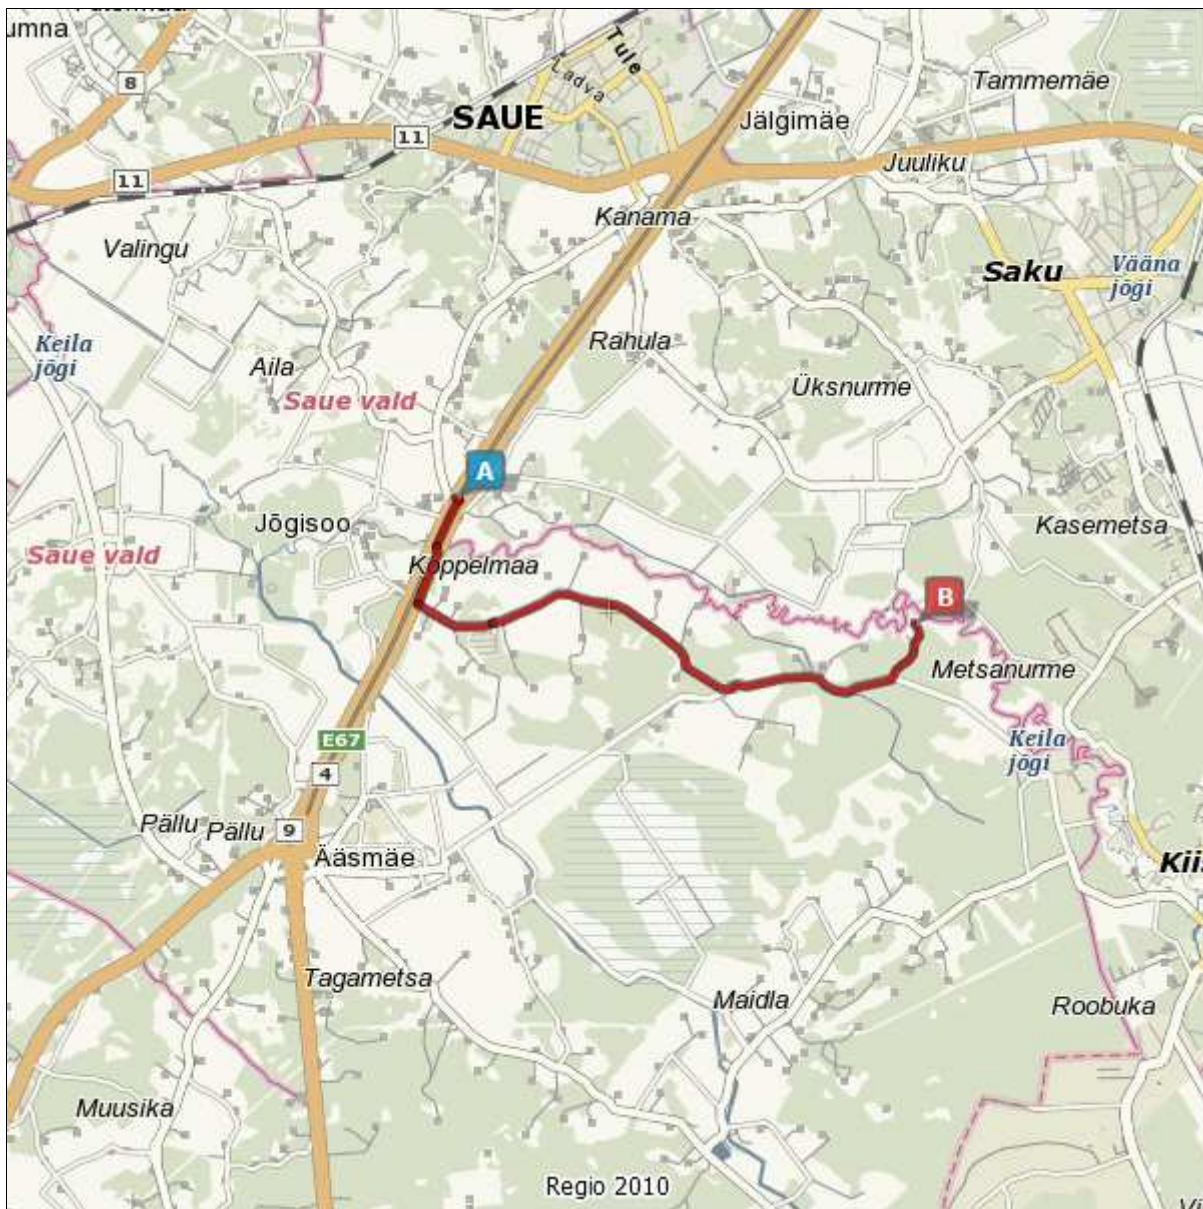 umna
8
Tule
Ladva
Tammemäe
SAUE
Jälgimäe
11
Juuliku
11
Kanama
Valingu
Saku
Vääna
jõgi
Keila
jõgi
Rahula
Aila
Üksnurme
Saue vald
A
Jõgisoo
Kasemetsa
Saue vald
Koppelmaa
B
Metsanurme
E67
Keila
jõgi
4
Pällu
Pällu
9
Ääsmäe
Kiis
Tagametsa
Maidla
Roobuka
Muusika
Regio 2010